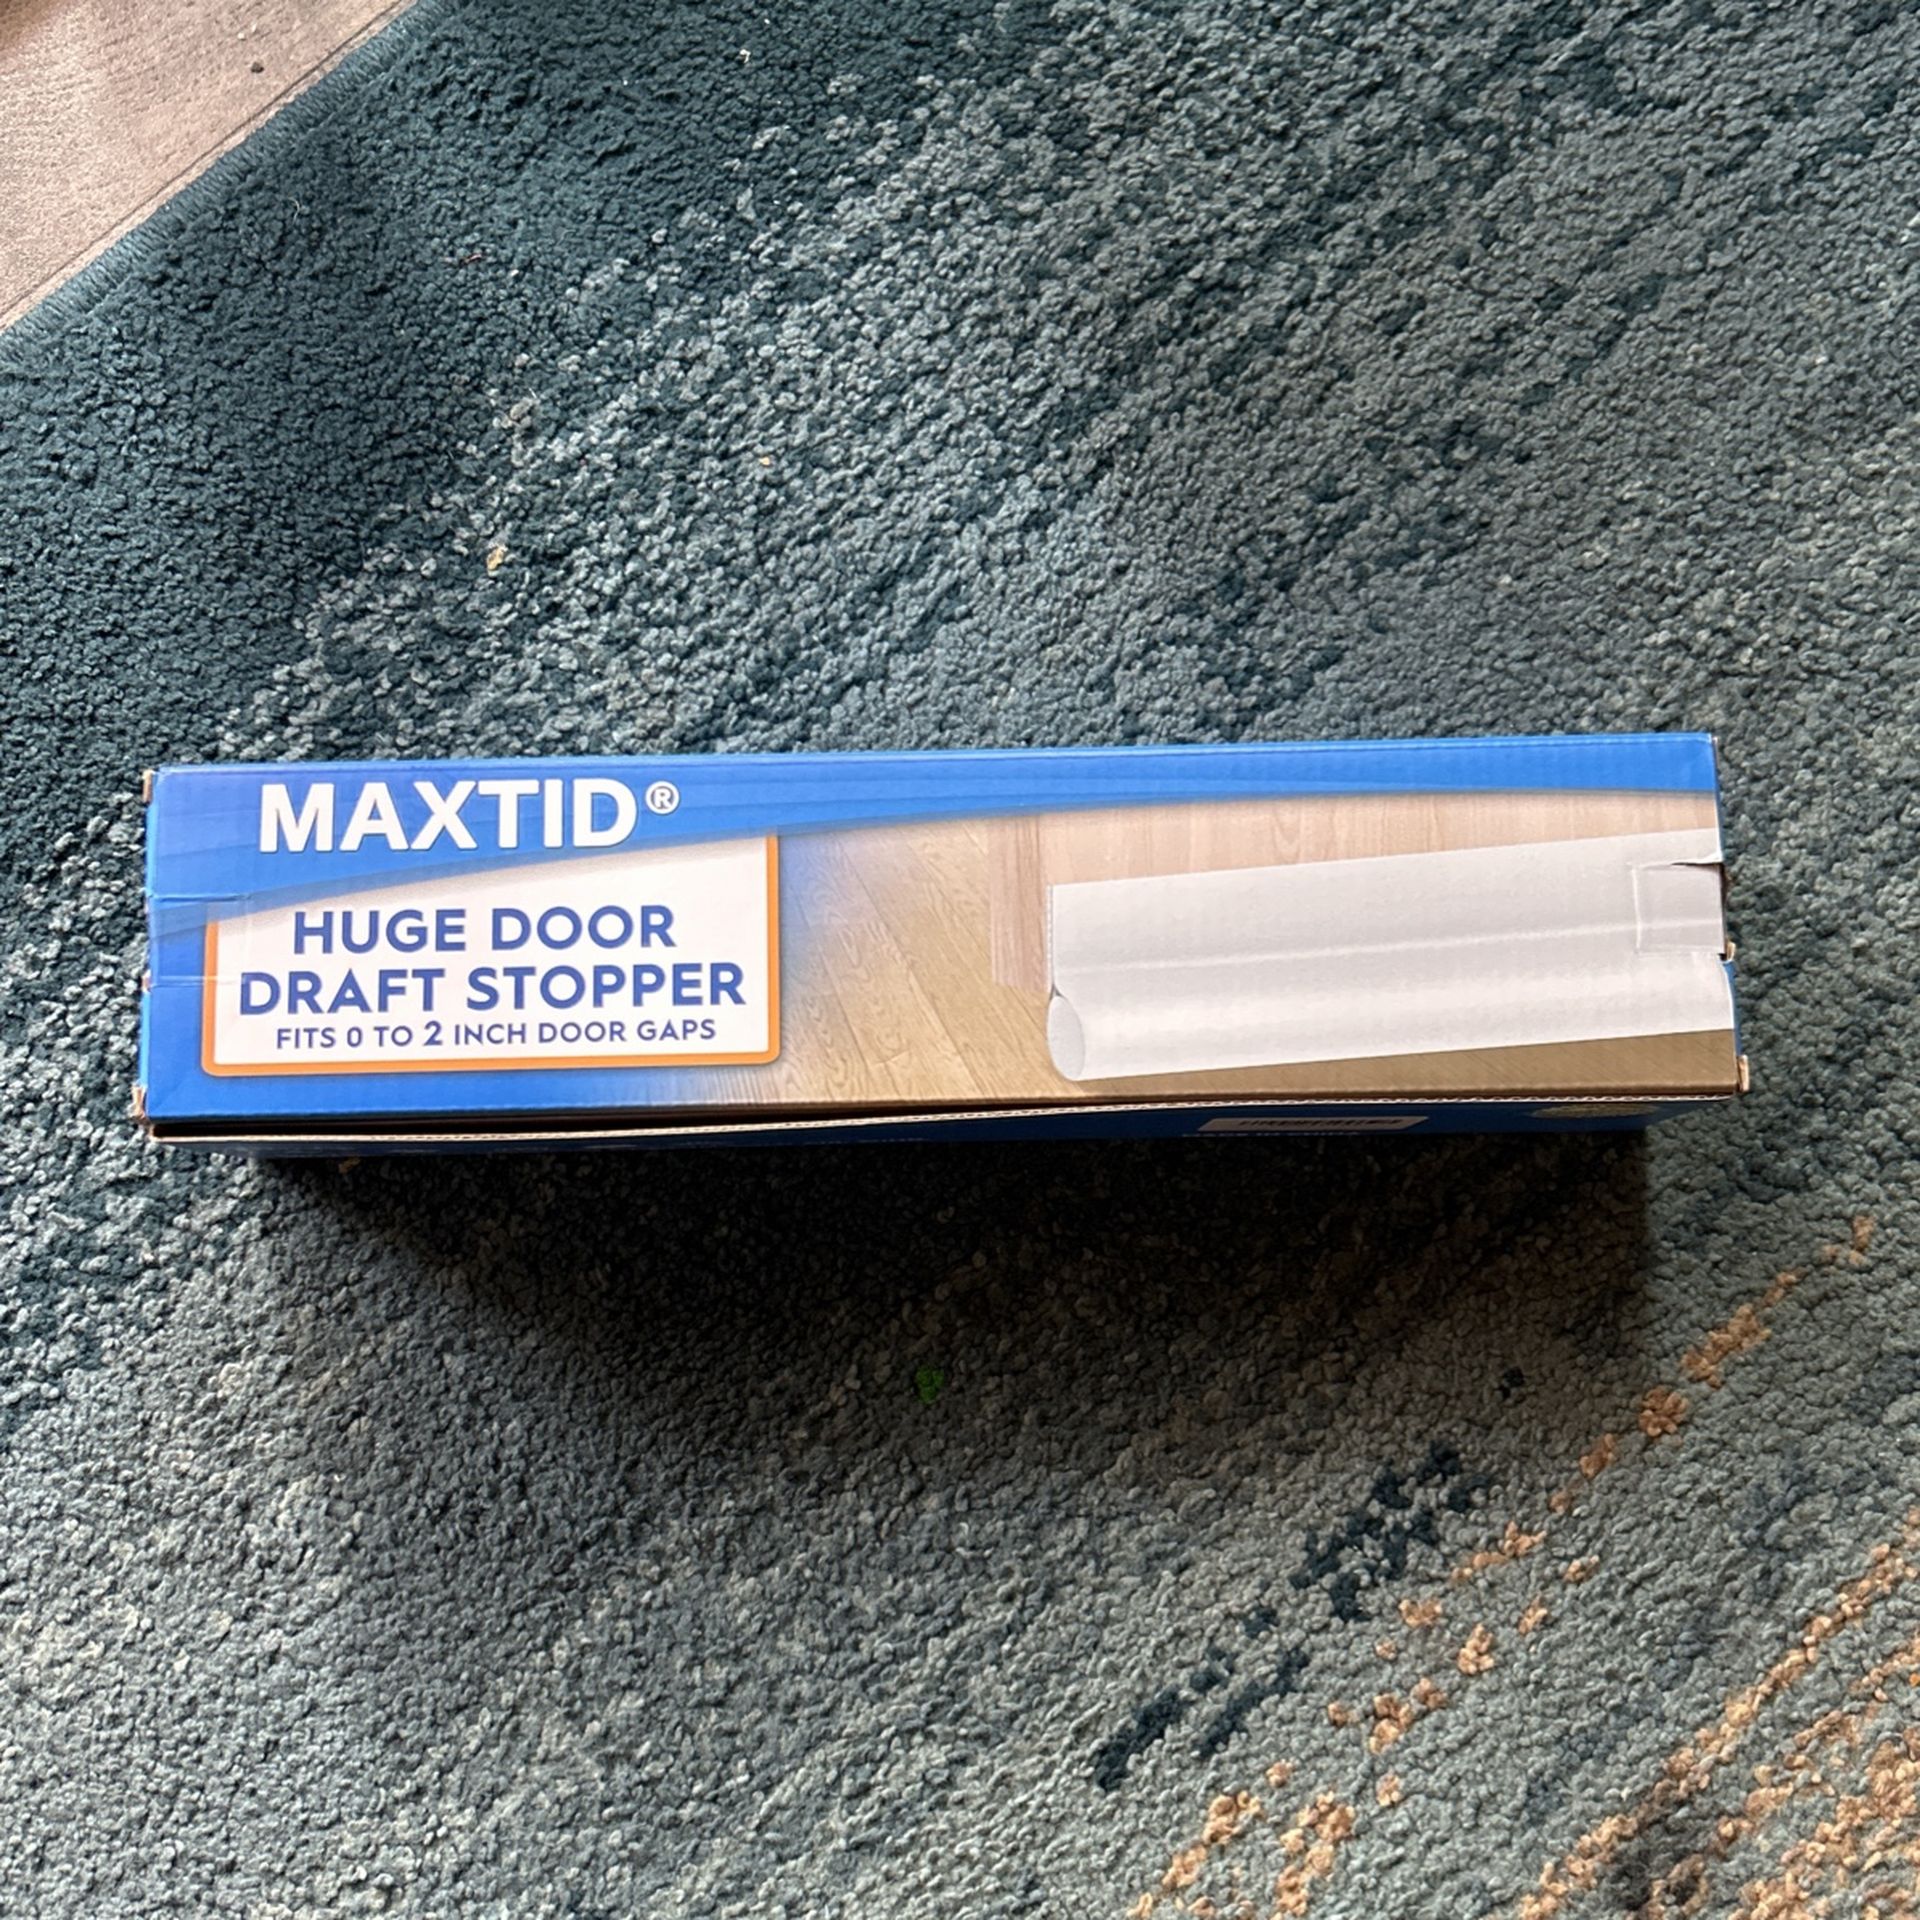 MAXTID®
HUGE DOOR
DRAFT STOPPER
FITS 0 TO 2 INCH DOOR GAPS